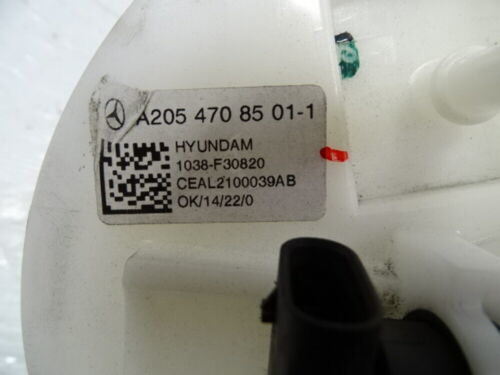 A205 470 85 01-1
HYUNDAM
1038-F30820
CEAL2100039AB
OK/14/22/0